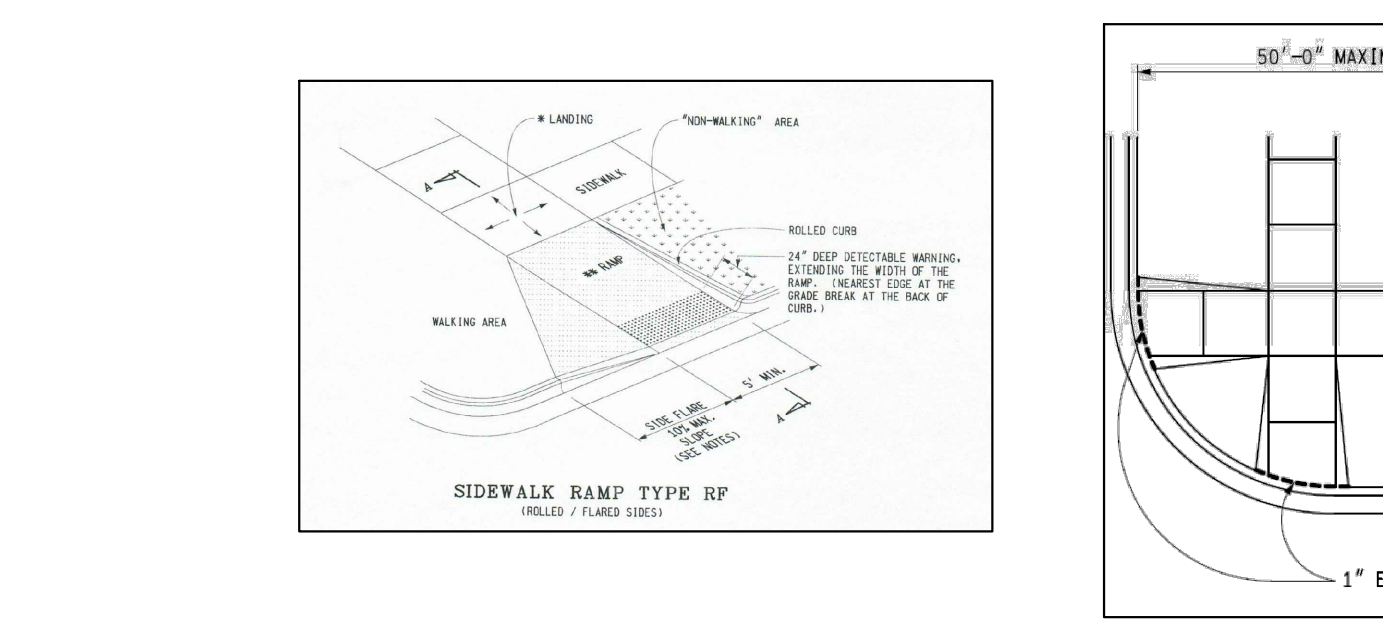 * LANDING
"NON-WALKING" AREA
A
SIDEWALK
ROLLED CURB
24" DEEP DETECTABLE WARNING,
EXTENDING THE WIDTH OF THE
RAMP. (NEAREST EDGE AT THE
GRADE BREAK AT THE BACK OF
CURB.)
** RAMP
WALKING AREA
5' MIN.
SIDE FLARE
10% MAX.
SLOPE
(SEE NOTES)
A
SIDEWALK RAMP TYPE RF
(ROLLED / FLARED SIDES)
50'-0"
1"